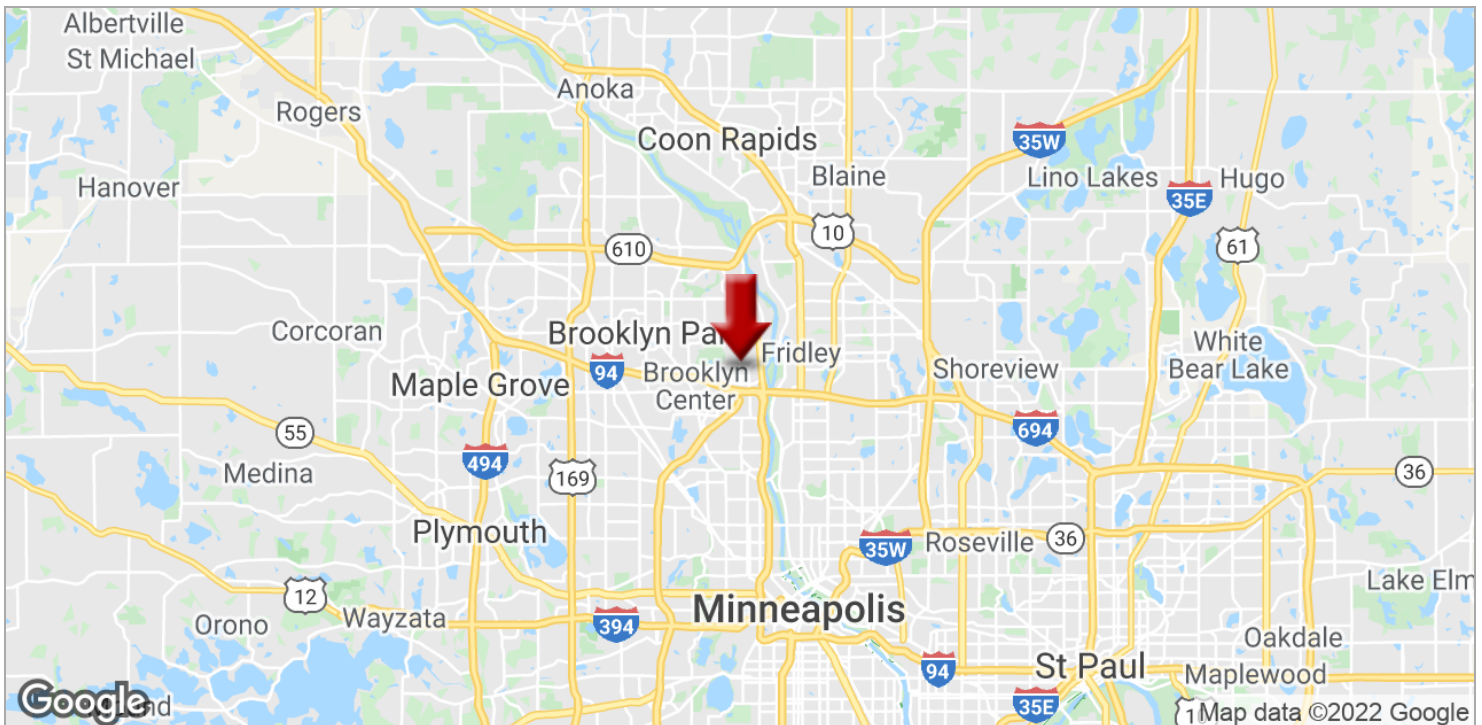 Albertville
St Michael
Anoka
Rogers
Coon Rapids
35W
Blaine
Lino Lakes
Hugo
Hanover
35E
10
610
61
Corcoran
Brooklyn
Fridley
White
Bear Lake
94
Brooklyn
Center
Shoreview
Maple Grove
694
55
494
Medina
169
36
Plymouth
35W
Roseville
36
Lake Elm
12
Wayzata
Orono
394
Minneapolis
Oakdale
94
St Paul
Maplewood
Google
35E
Map data ©2022 Google